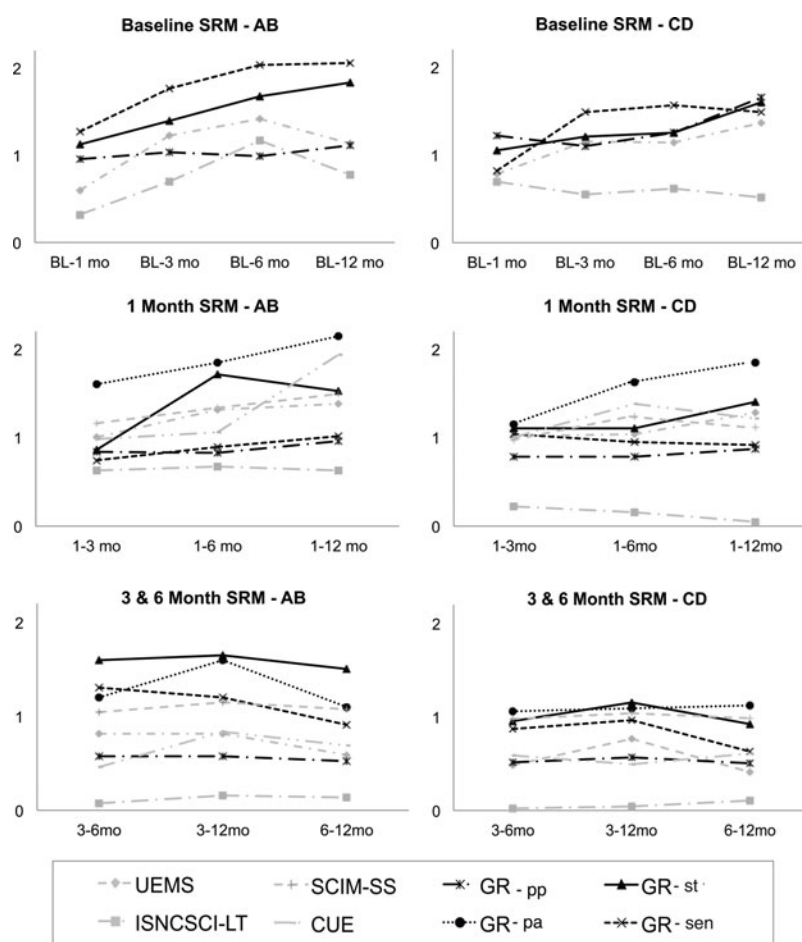 Baseline SRM - AB
Baseline SRM - CD
2
1
0
BL-1 mo BL-3 mo BL-6 mo BL-12 mo
2
1
0
BL-1 mo BL-3 mo BL-6 mo BL-12 mo
1 Month SRM - AB
1 Month SRM - CD
2
1
0
1-3 mo 1-6 mo 1-12 mo
2
1
0
1-3mo 1-6mo 1-12mo
3 & 6 Month SRM - AB
3 & 6 Month SRM - CD
2
1
0
3-6mo 3-12mo 6-12mo
2
1
0
3-6mo 3-12mo 6-12mo
UEMS SCIM-SS GR - pp GR - st
ISNCSCI-LT CUE GR - pa GR - sen